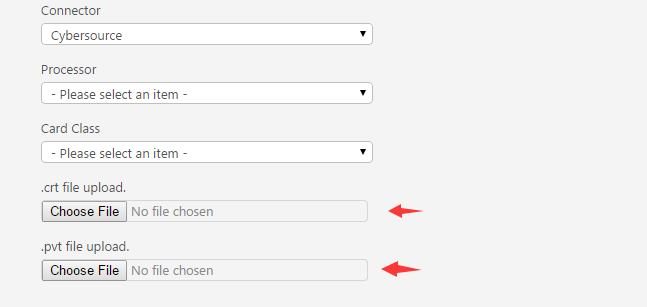 Connector
Cybersource
Processor
- Please select an item -
Card Class
- Please select an item -
.crt file upload.
Choose File No file chosen
.pvt file upload.
Choose File No file chosen